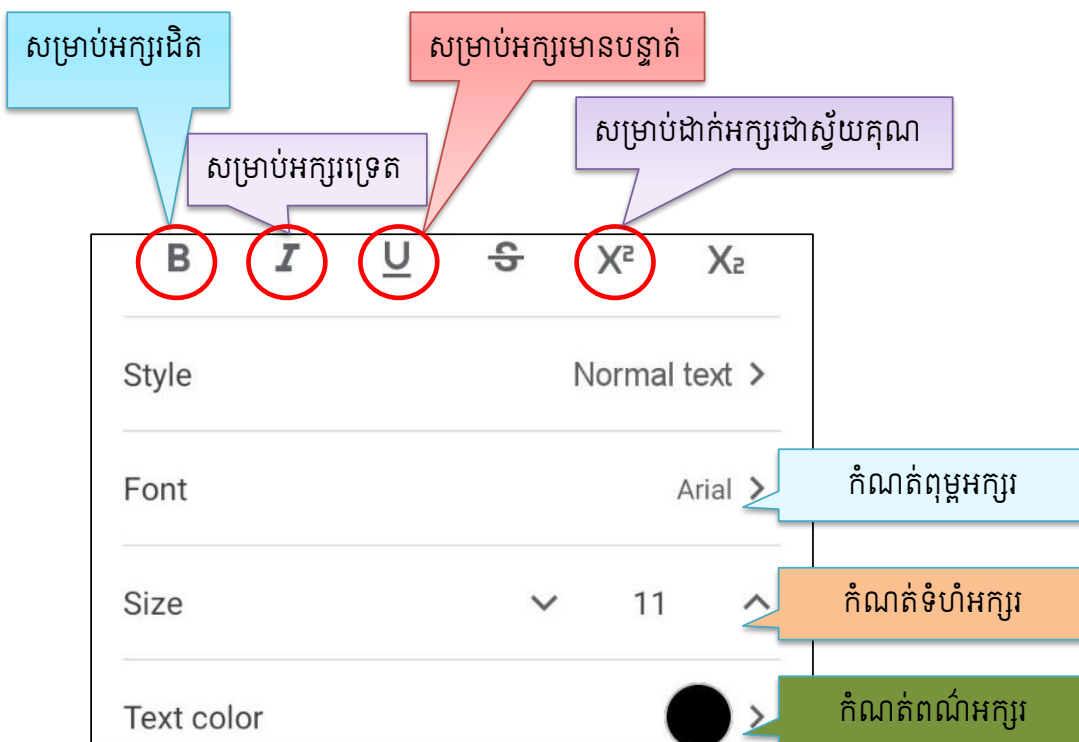 សម្រាប់អក្សរដិត
សម្រាប់អក្សរមានបន្ទាត់
សម្រាប់ដាក់អក្សរជាស្វ័យគុណ
សម្រាប់អក្សរទ្រេត
B I U S X² X₂
Style Normal text
Font Arial
កំណត់ពុម្ពអក្សរ
Size 11
កំណត់ទំហំអក្សរ
Text color
កំណត់ពណ៌អក្សរ